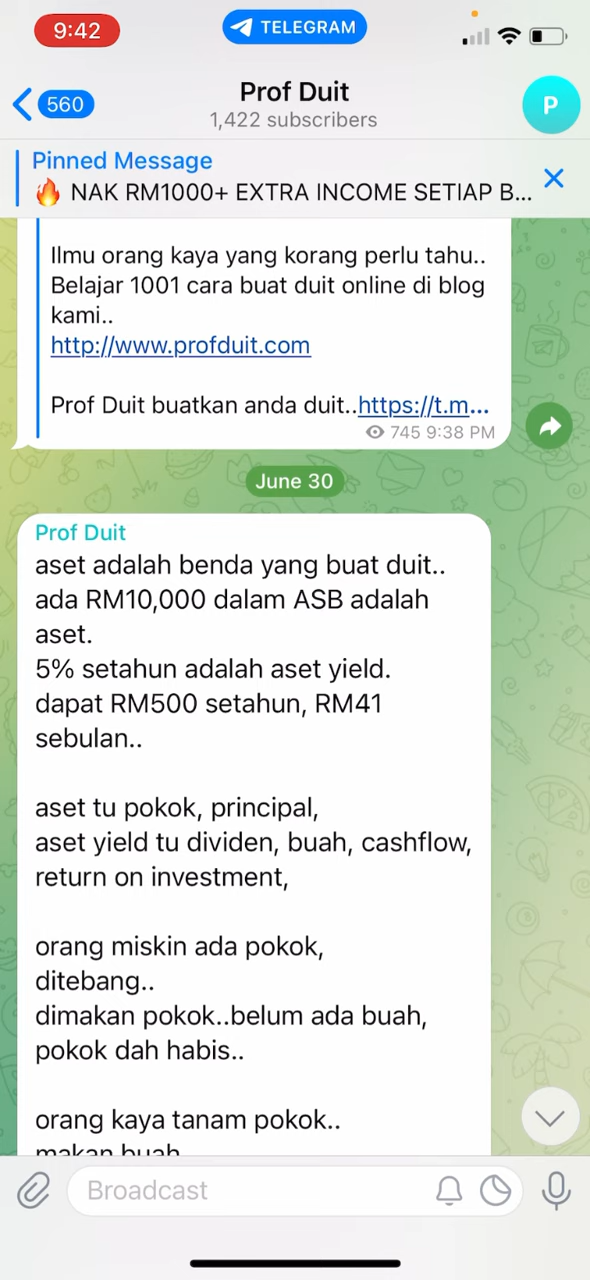 9:42
TELEGRAM
560
Prof Duit
1,422 subscribers
P
Pinned Message
🔥 NAK RM1000+ EXTRA INCOME SETIAP B...
Ilmu orang kaya yang korang perlu tahu..
Belajar 1001 cara buat duit online di blog
kami..
http://www.profduit.com
Prof Duit buatkan anda duit..https://t.m...
745 9:38 PM
June 30
Prof Duit
aset adalah benda yang buat duit..
ada RM10,000 dalam ASB adalah
aset.
5% setahun adalah aset yield.
dapat RM500 setahun, RM41
sebulan..
aset tu pokok, principal,
aset yield tu dividen, buah, cashflow,
return on investment,
orang miskin ada pokok,
ditebang..
dimakan pokok..belum ada buah,
pokok dah habis..
orang kaya tanam pokok..
makan buah
Broadcast